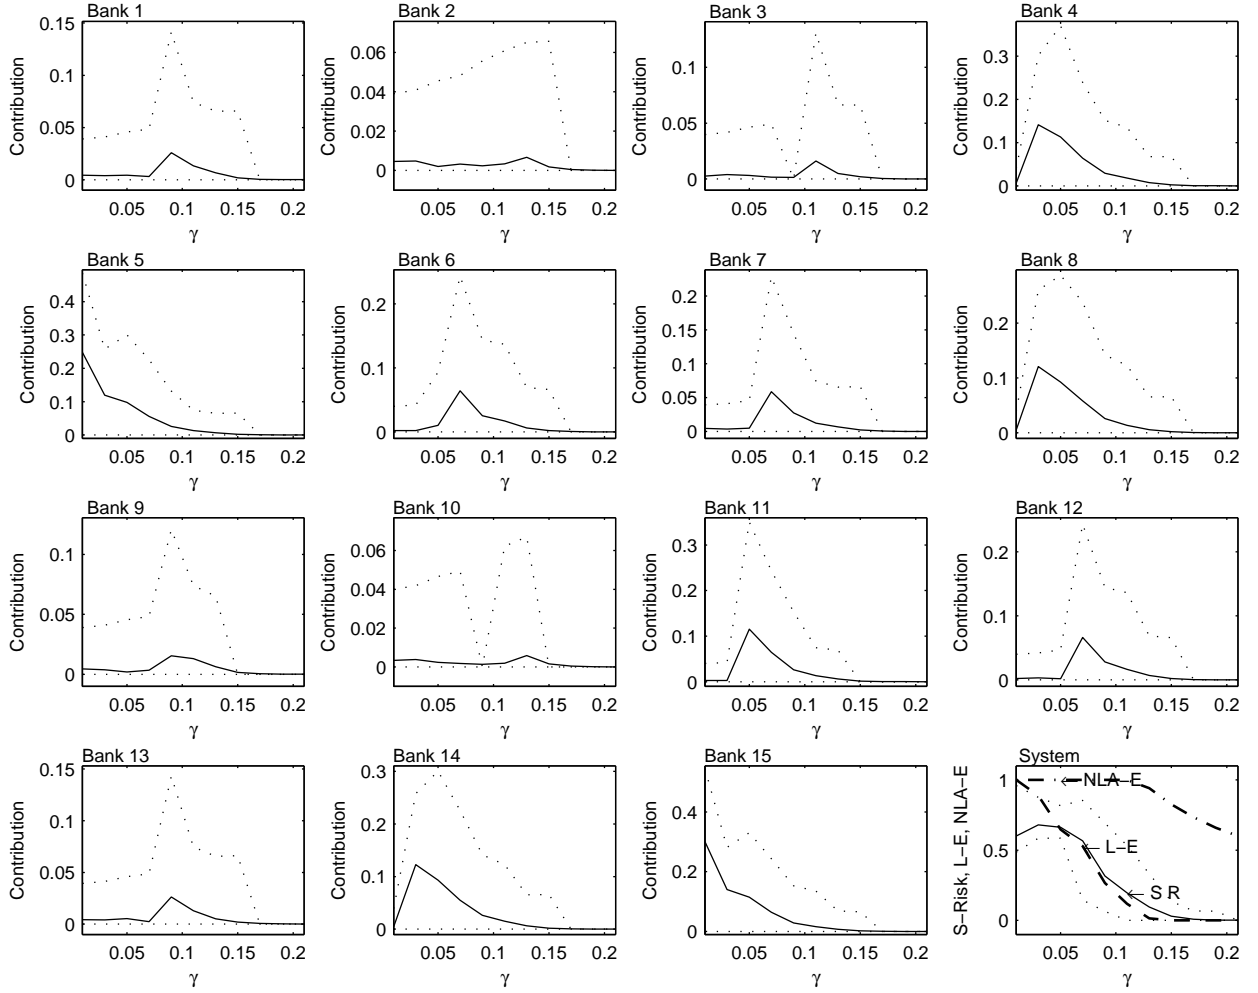 Bank 1
Contribution
0.15
0.1
0.05
0
0.05 0.1 0.15 0.2
γ
Bank 2
Contribution
0.06
0.04
0.02
0
0.05 0.1 0.15 0.2
γ
Bank 3
Contribution
0.1
0.05
0
0.05 0.1 0.15 0.2
γ
Bank 4
Contribution
0.3
0.2
0.1
0
0.05 0.1 0.15 0.2
γ
Bank 5
Contribution
0.4
0.3
0.2
0.1
0
0.05 0.1 0.15 0.2
γ
Bank 6
Contribution
0.2
0.1
0
0.05 0.1 0.15 0.2
γ
Bank 7
Contribution
0.2
0.15
0.1
0.05
0
0.05 0.1 0.15 0.2
γ
Bank 8
Contribution
0.2
0.1
0
0.05 0.1 0.15 0.2
γ
Bank 9
Contribution
0.1
0.05
0
0.05 0.1 0.15 0.2
γ
Bank 10
Contribution
0.06
0.04
0.02
0
0.05 0.1 0.15 0.2
γ
Bank 11
Contribution
0.3
0.2
0.1
0
0.05 0.1 0.15 0.2
γ
Bank 12
Contribution
0.2
0.1
0
0.05 0.1 0.15 0.2
γ
Bank 13
Contribution
0.15
0.1
0.05
0
0.05 0.1 0.15 0.2
γ
Bank 14
Contribution
0.3
0.2
0.1
0
0.05 0.1 0.15 0.2
γ
Bank 15
Contribution
0.4
0.2
0
0.05 0.1 0.15 0.2
γ
System
S−Risk, L−E, NLA−E
1
0.5
0
← NLA−E
← L−E
← S R
0.05 0.1 0.15 0.2
γ